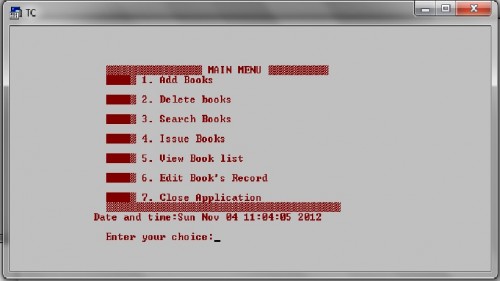 TC
MAIN MENU
1. Add Books
2. Delete books
3. Search Books
4. Issue Books
5. View Book list
6. Edit Book's Record
7. Close Application
Date and time:Sun Nov 04 11:04:05 2012
Enter your choice:_